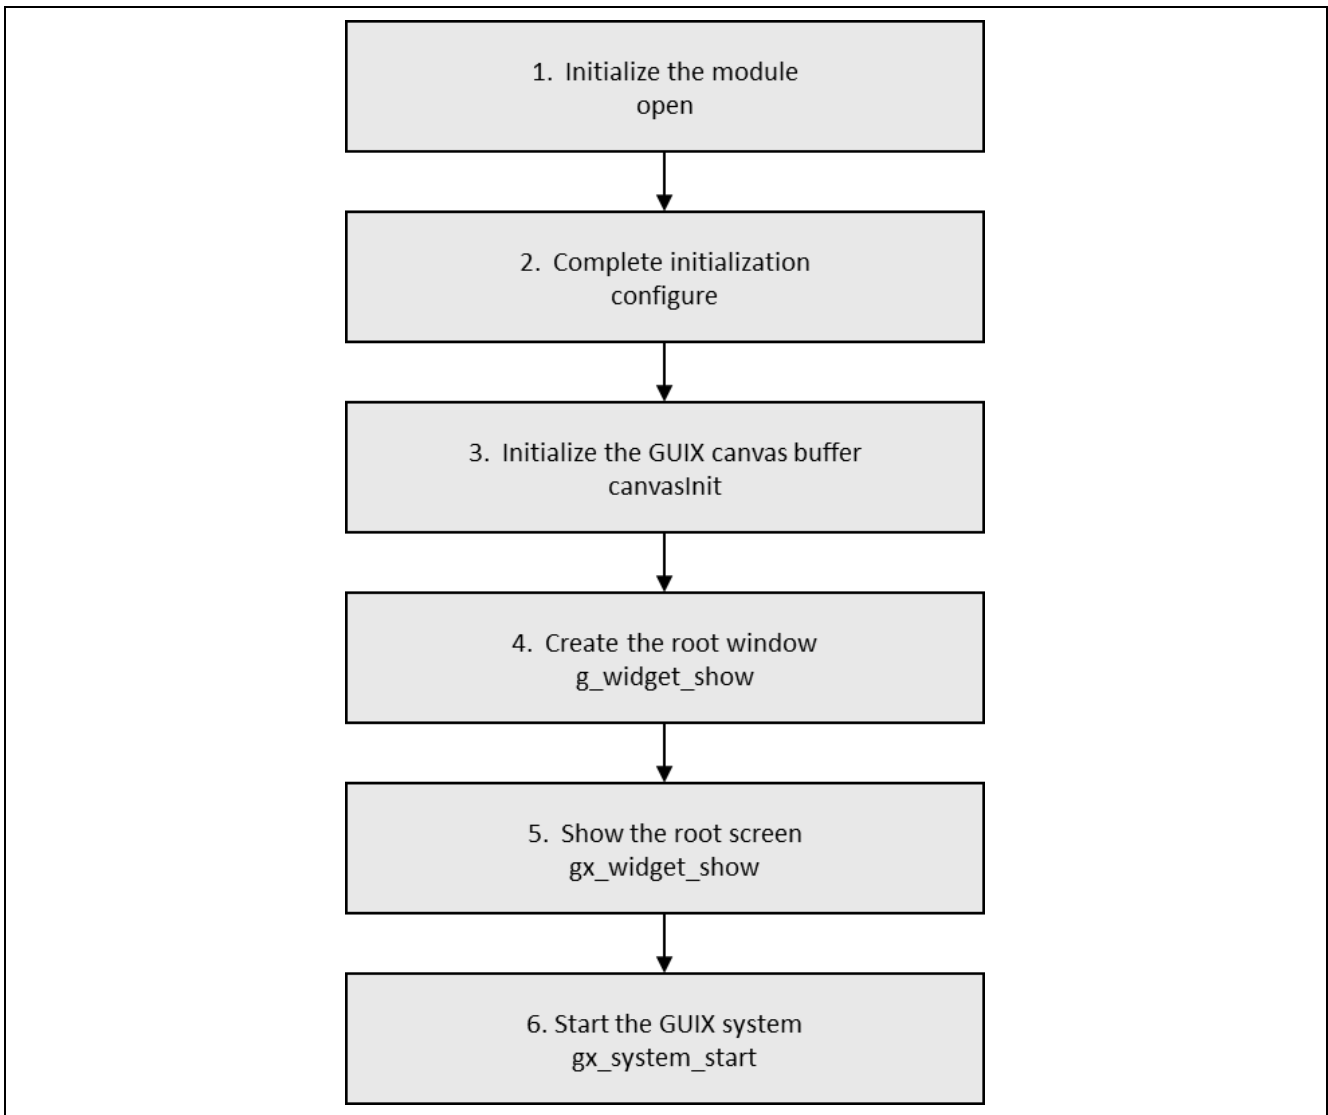 1. Initialize the module
open
2. Complete initialization
configure
3. Initialize the GUIX canvas buffer
canvasInit
4. Create the root window
g_widget_show
5. Show the root screen
gx_widget_show
6. Start the GUIX system
gx_system_start